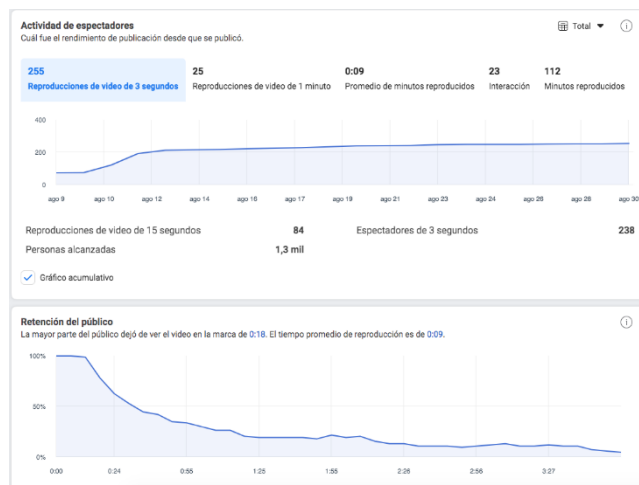 Actividad de espectadores
Total
Cuál fue el rendimiento de publicación desde que se publicó.
255 25 0:09 23 112
Reproducciones de video de 3 segundos Reproducciones de video de 1 minuto Promedio de minutos reproducidos Interacción Minutos reproducidos
400
200
0
ago 9 ago 10 ago 12 ago 14 ago 16 ago 17 ago 19 ago 21 ago 22 ago 24 ago 26 ago 28 ago 30
Reproducciones de video de 15 segundos 84 Espectadores de 3 segundos 238
Personas alcanzadas 1,3 mil
Gráfico acumulativo
Retención del público
La mayor parte del público dejó de ver el video en la marca de 0:18. El tiempo promedio de reproducción es de 0:09.
100%
50%
0%
0:00 0:24 0:55 1:25 1:55 2:26 2:56 3:27